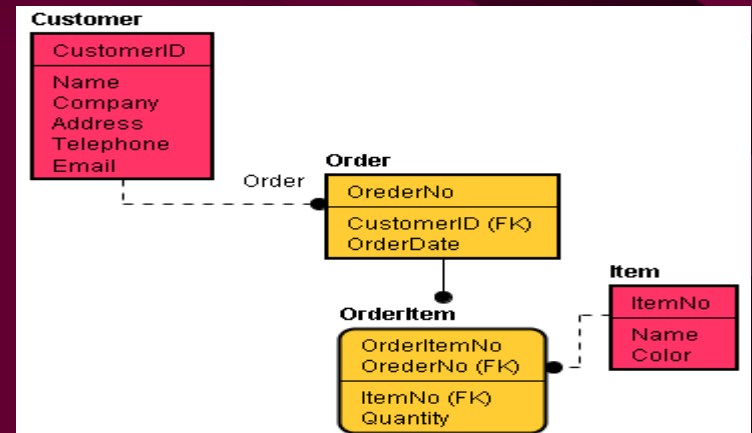 Customer
CustomerID
Name
Company
Address
Telephone
Email
Order
Order
OrederNo
CustomerID (FK)
OrderDate
Item
ItemNo
Name
Color
OrderItem
OrderItemNo
OrederNo (FK)
ItemNo (FK)
Quantity